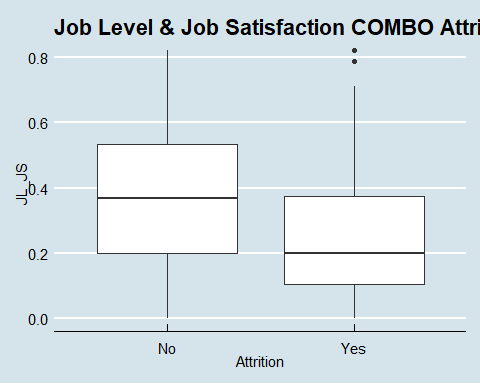 Job Level & Job Satisfaction COMBO Attri
0.8
0.6
JL_JS
0.4
0.2
0.0
No
Yes
Attrition